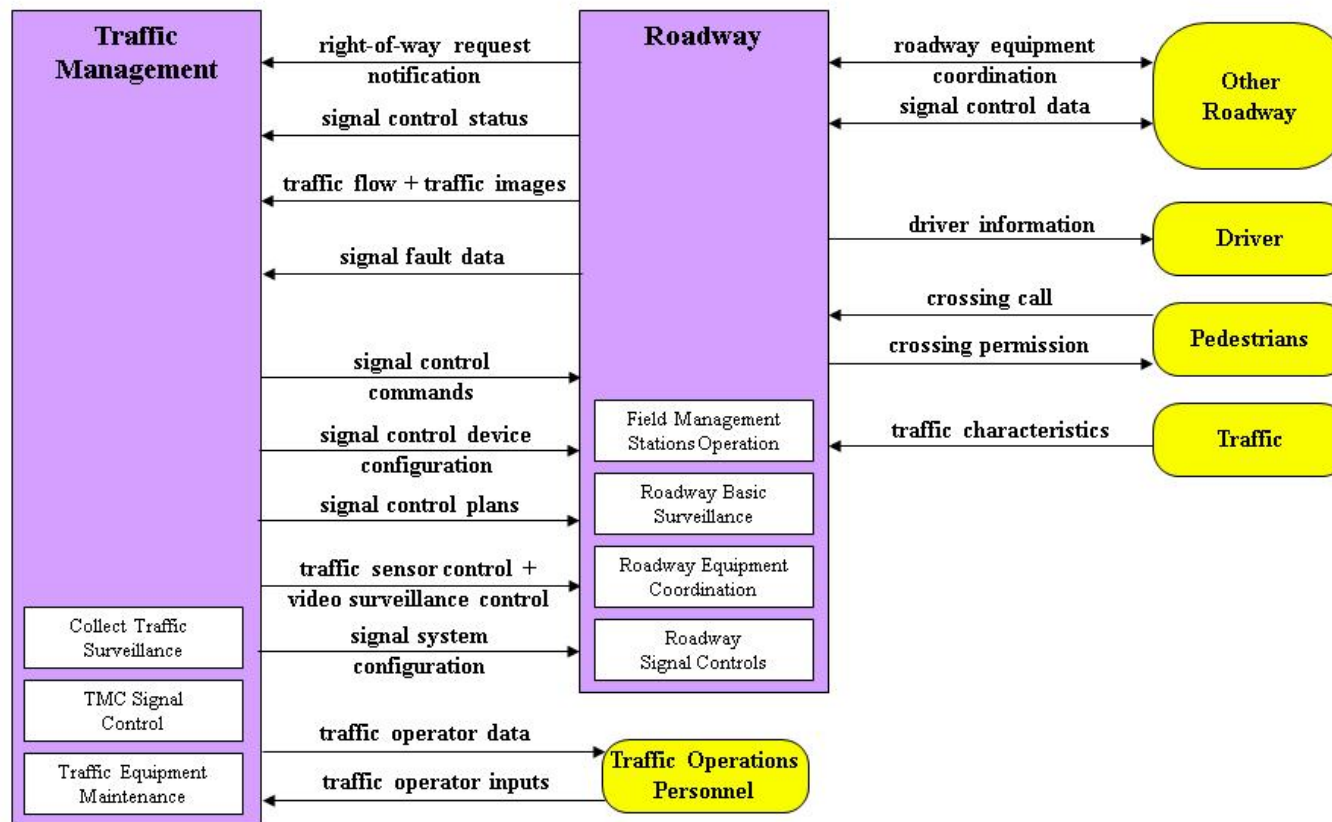 Traffic
Management
Collect Traffic
Surveillance
TMC Signal
Control
Traffic Equipment
Maintenance
right-of-way request
notification
signal control status
traffic flow + traffic images
signal fault data
signal control
commands
signal control device
configuration
signal control plans
traffic sensor control +
video surveillance control
signal system
configuration
traffic operator data
traffic operator inputs
Roadway
Field Management
Stations Operation
Roadway Basic
Surveillance
Roadway Equipment
Coordination
Roadway
Signal Controls
Traffic Operations
Personnel
roadway equipment
coordination
signal control data
driver information
crossing call
crossing permission
traffic characteristics
Other
Roadway
Driver
Pedestrians
Traffic